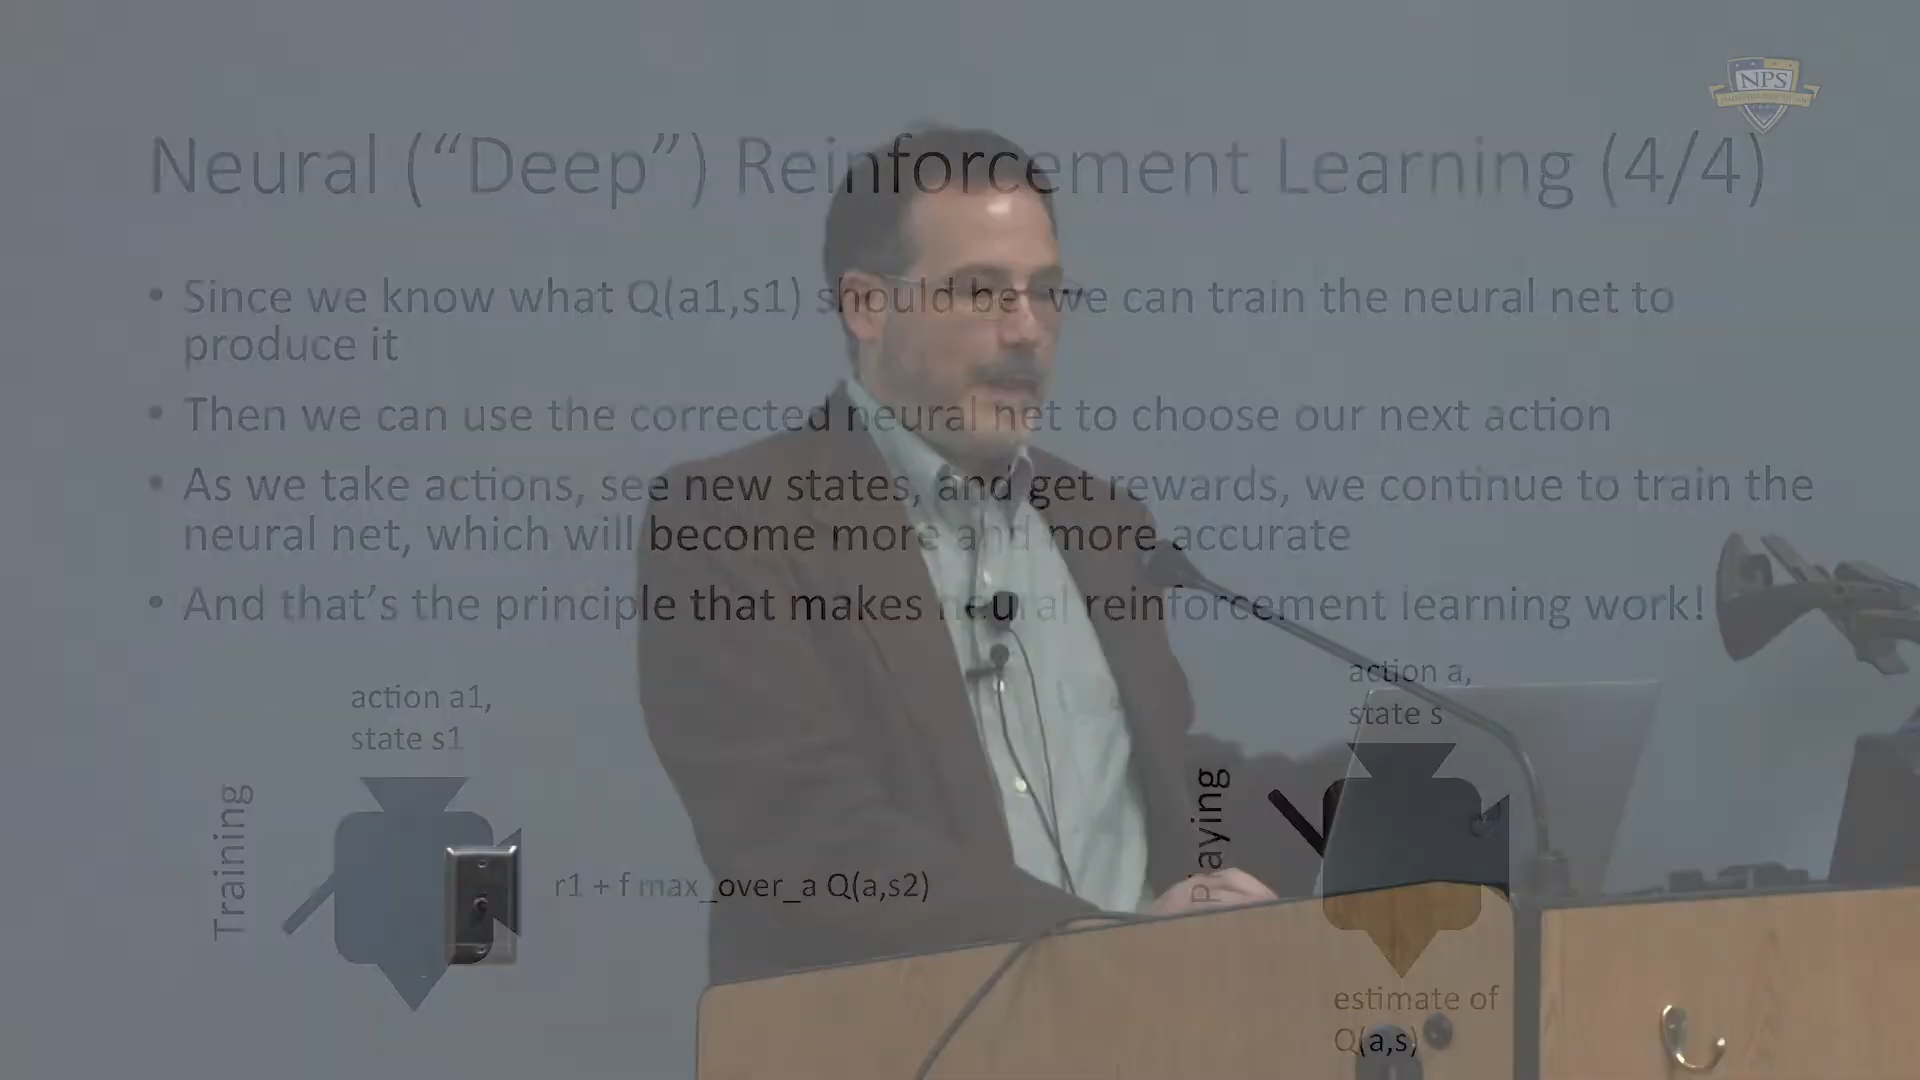 NPS
Neural (“Deep”) Reinforcement Learning (4/4)
• Since we know what Q(a1,s1) should be, we can train the neural net to
produce it
• Then we can use the corrected neural net to choose our next action
• As we take actions, see new states, and get rewards, we continue to train the
neural net, which will become more and more accurate
• And that’s the principle that makes neural reinforcement learning work!
action a1,
state s1
Training
r1 + f max_over_a Q(a,s2)
action a,
state s
Playing
estimate of
Q(a,s)